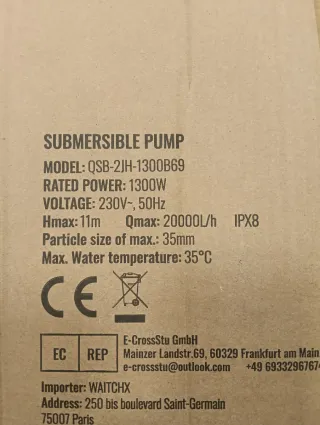 SUBMERSIBLE PUMP
MODEL: QSB-2JH-1300B69
RATED POWER: 1300W
VOLTAGE: 230V~, 50Hz
Hmax: 11m Qmax: 20000L/h IPX8
Particle size of max.: 35mm
Max. Water temperature: 35°C
CE
EC REP
E-CrossStu GmbH
Mainzer Landstr.69, 60329 Frankfurt am Main
e-crossstu@outlook.com +49 6933296767
Importer: WAITCHX
Address: 250 bis boulevard Saint-Germain
75007 Paris